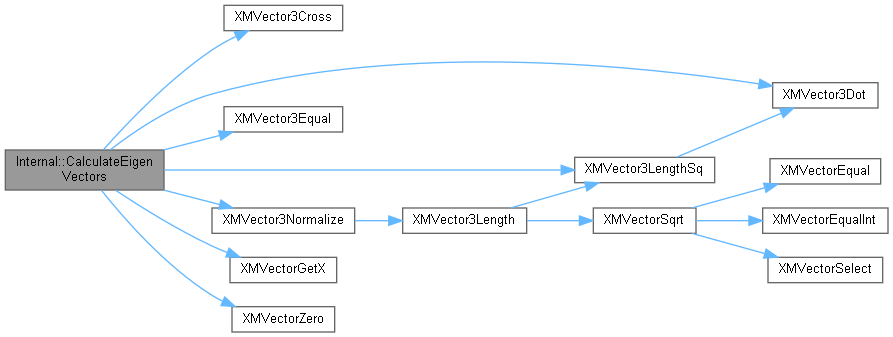 XMVector3Cross
XMVector3Dot
XMVector3Equal
Internal::CalculateEigen
Vectors
XMVector3LengthSq
XMVectorEqual
XMVector3Normalize
XMVector3Length
XMVectorSqrt
XMVectorEqualInt
XMVectorGetX
XMVectorSelect
XMVectorZero